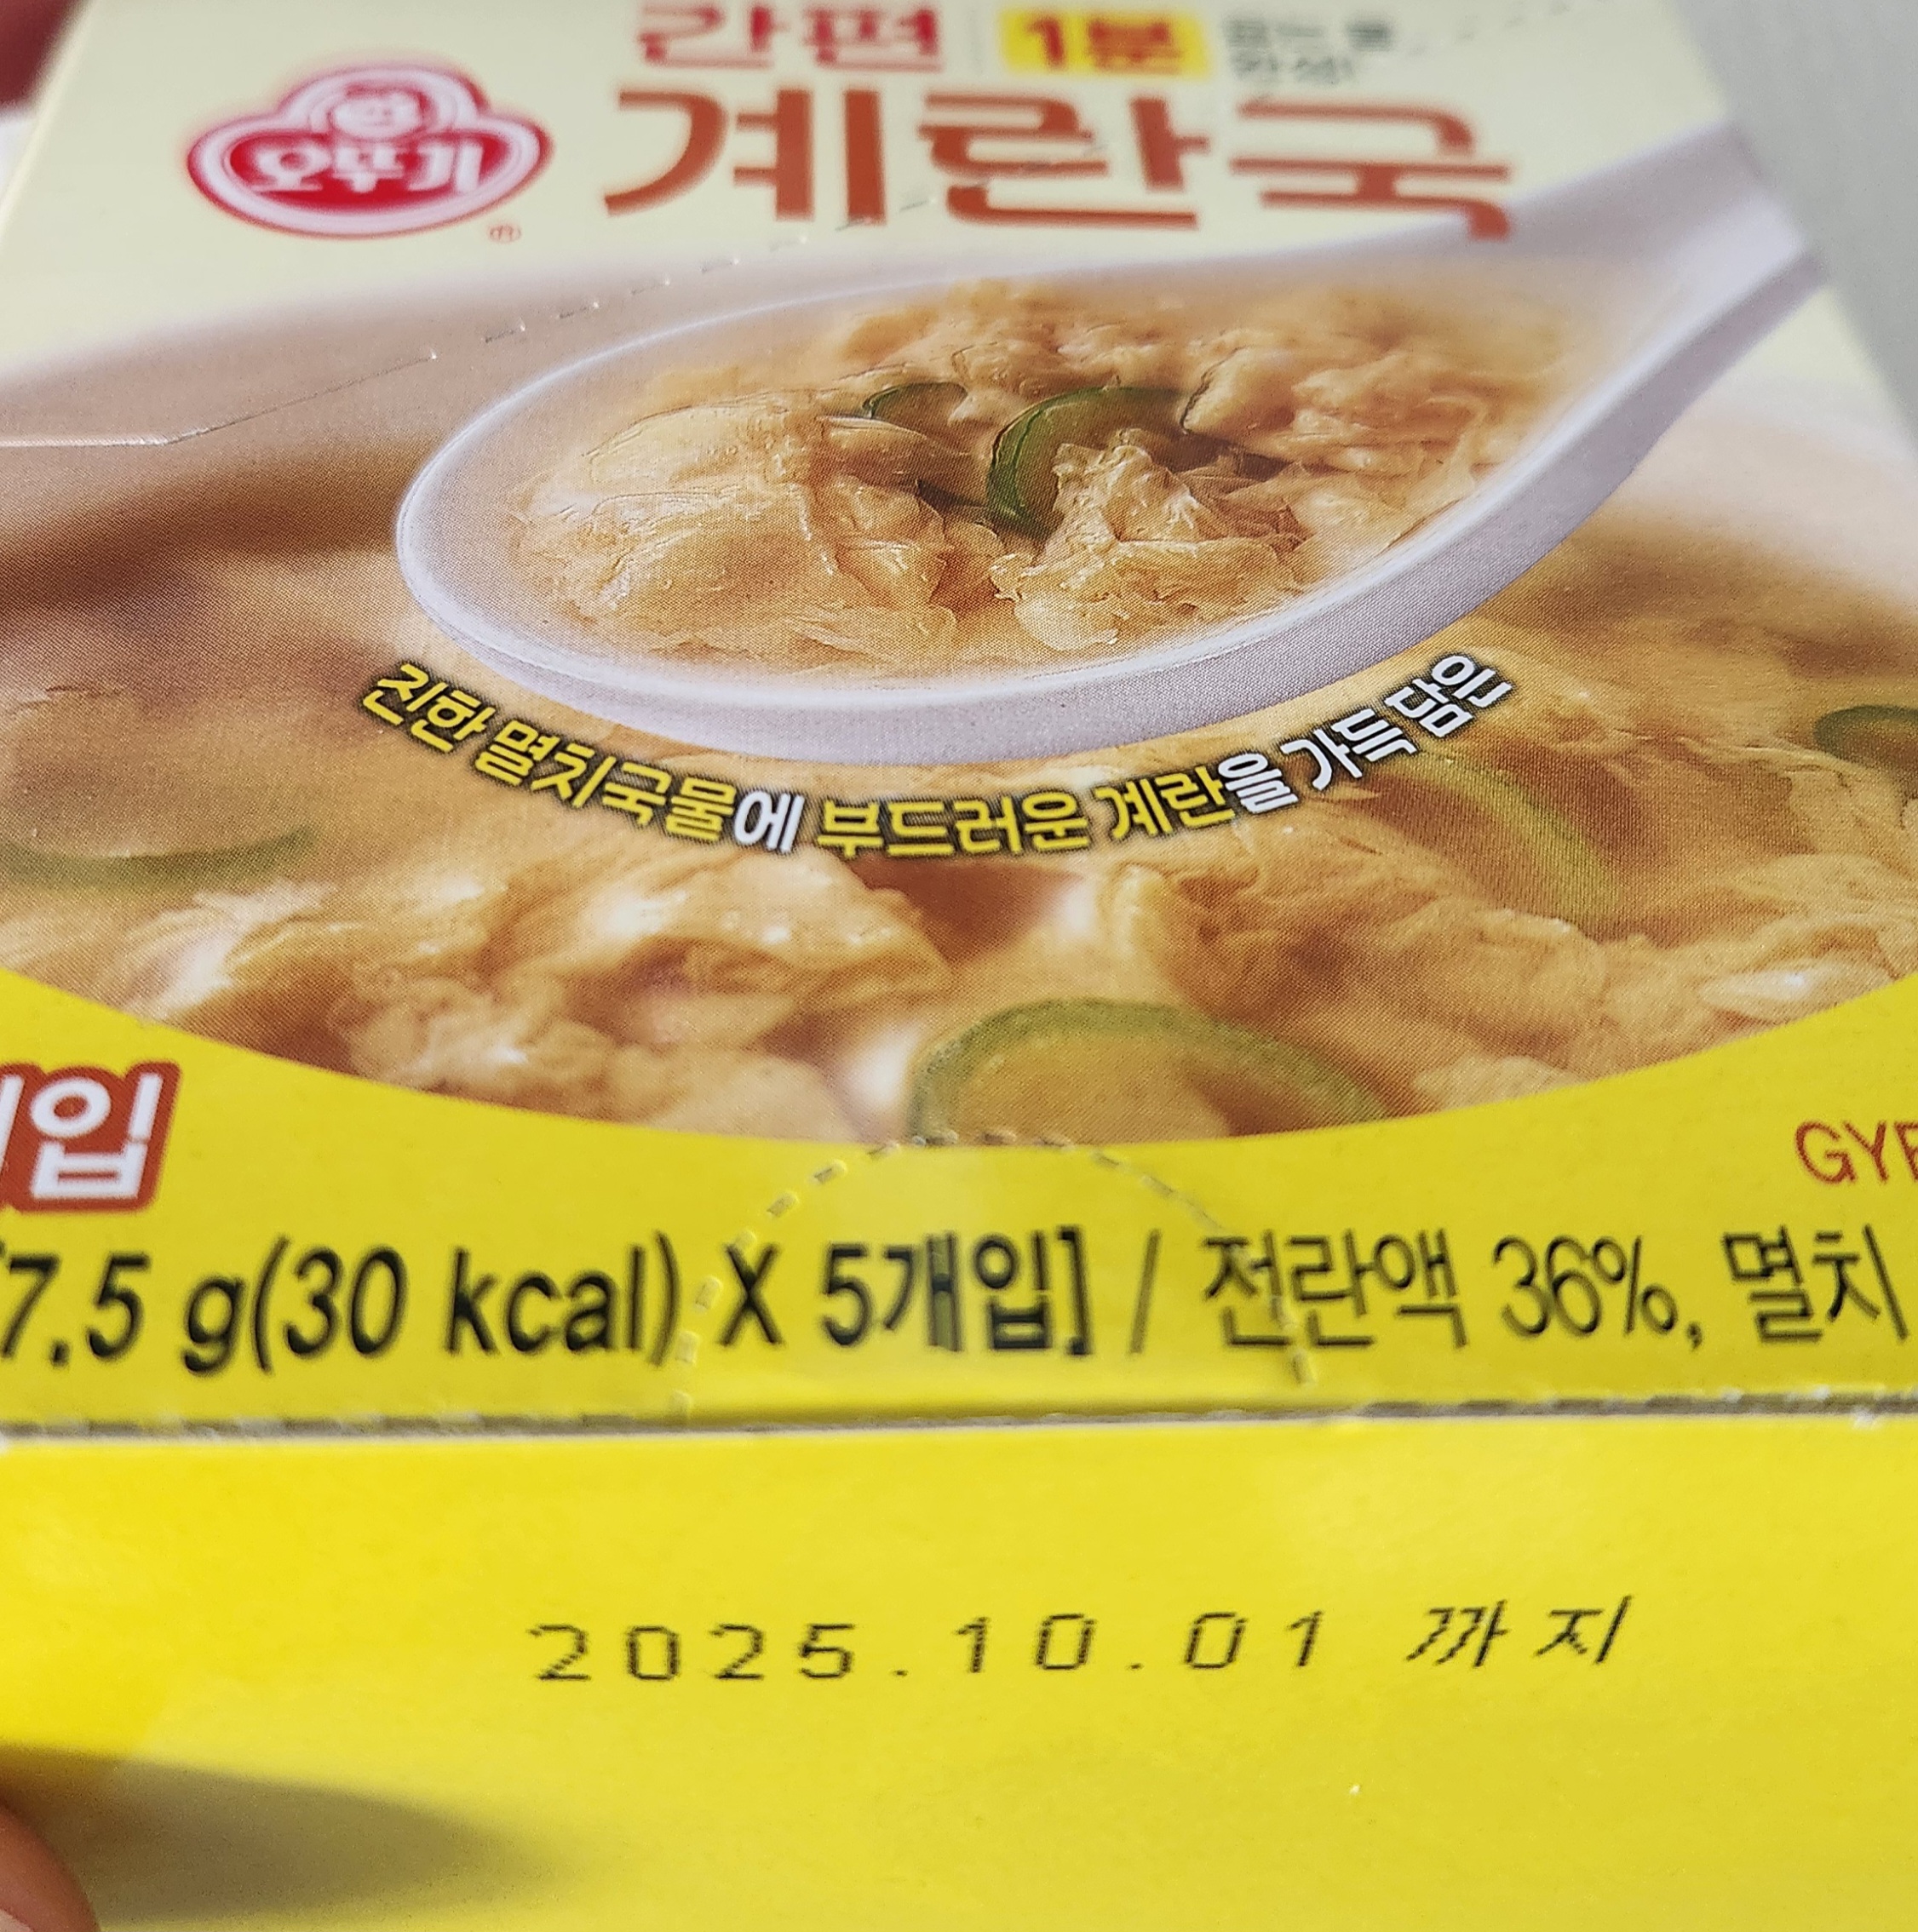 간편 1분
오뚜기
계란국
진한 멸치국물에 부드러운 계란을 가득 담은
입
GY
7.5 g(30 kcal) X 5개입] / 전란액 36%, 멸치
2025.10.01 까지